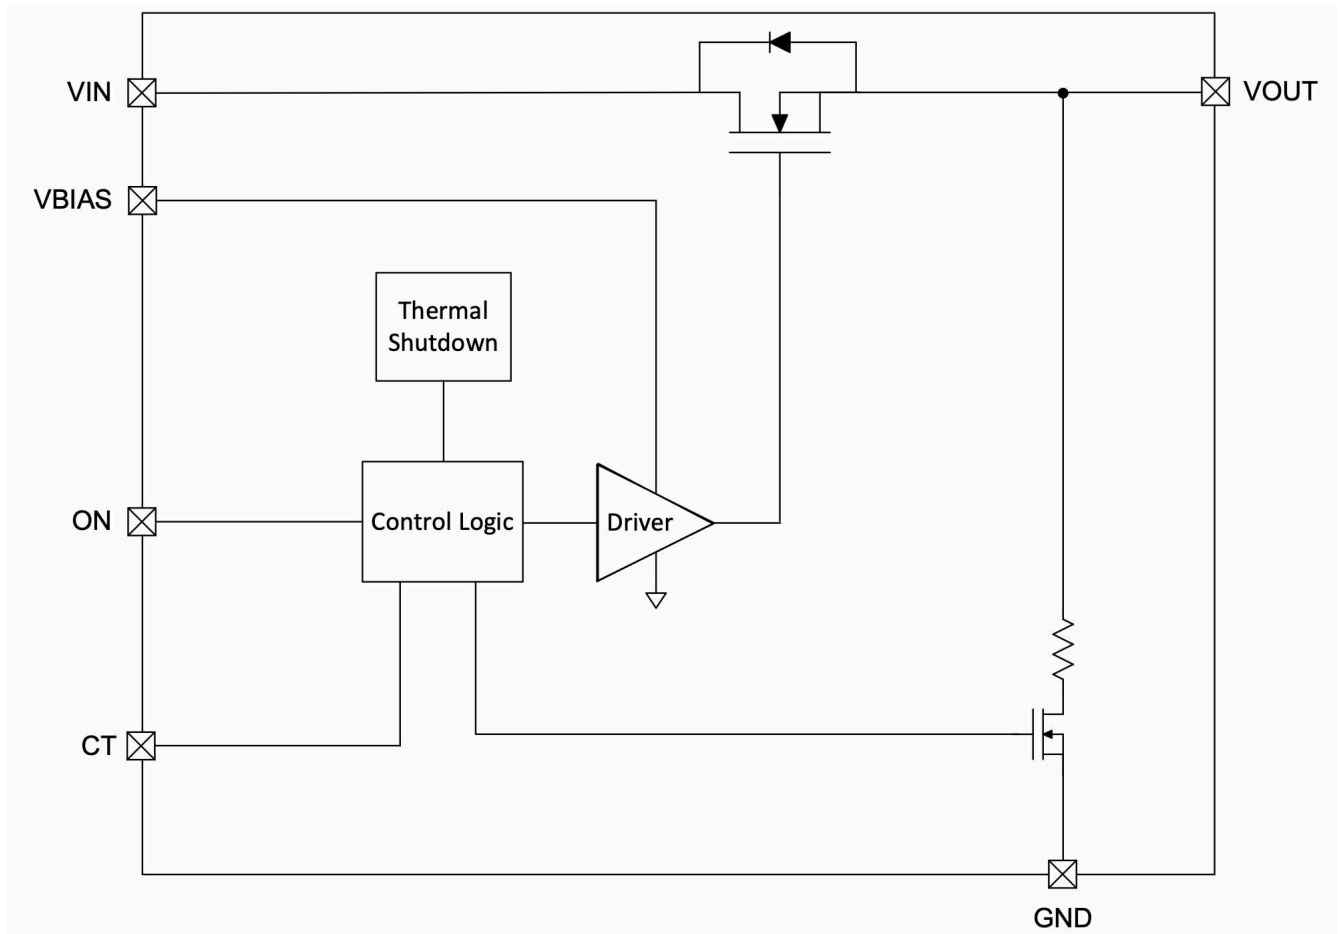 VIN
VOUT
VBIAS
Thermal
Shutdown
ON
Control Logic
Driver
CT
GND